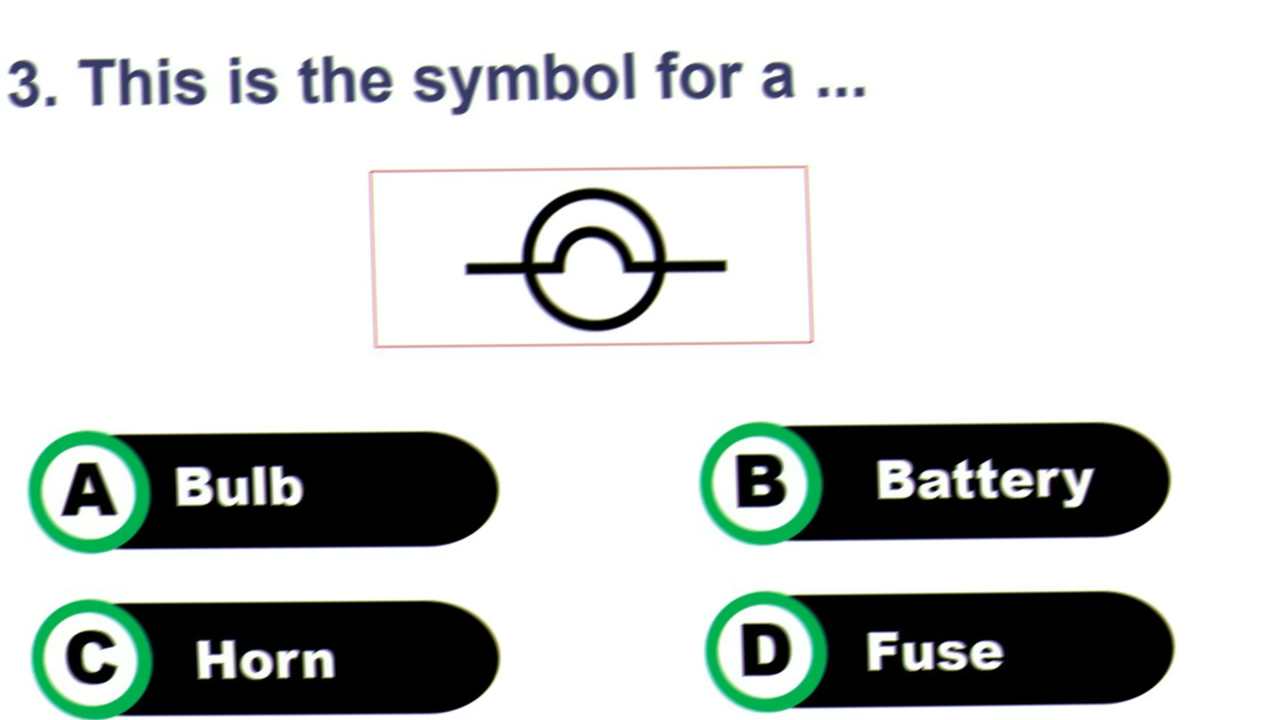 3. This is the symbol for a ...
A Bulb
B Battery
C Horn
D Fuse